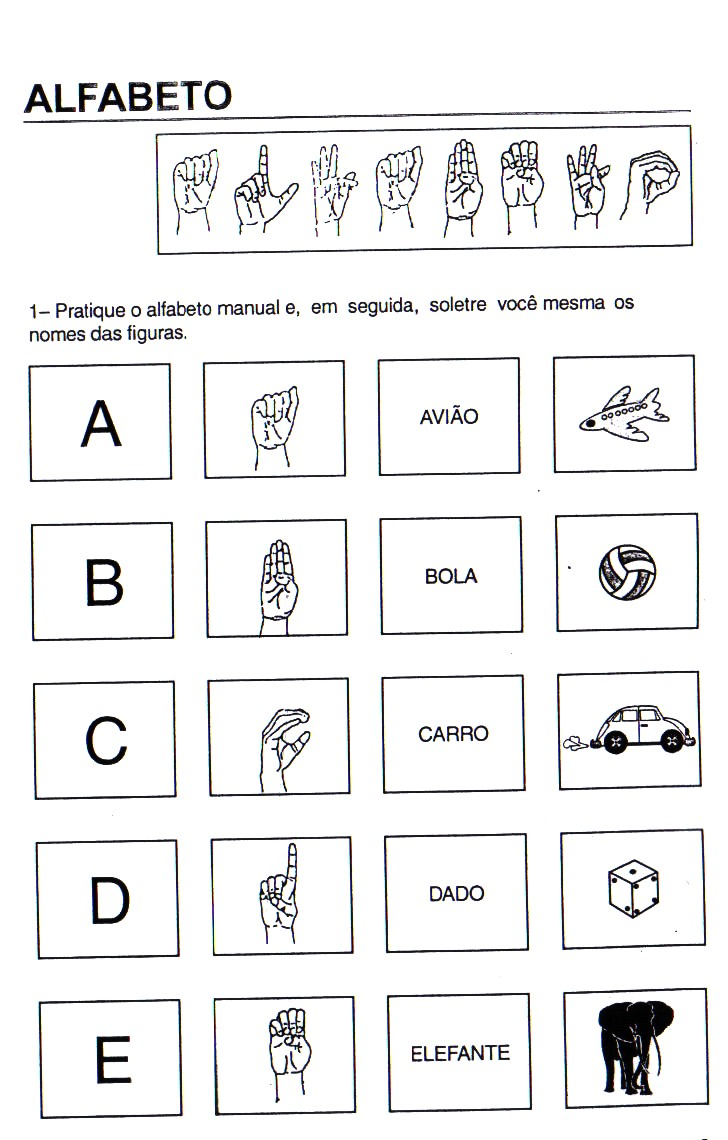 ALFABETO
1– Pratique o alfabeto manual e, em seguida, soletre você mesma os
nomes das figuras.
A AVIÃO
B BOLA
C CARRO
D DADO
E ELEFANTE